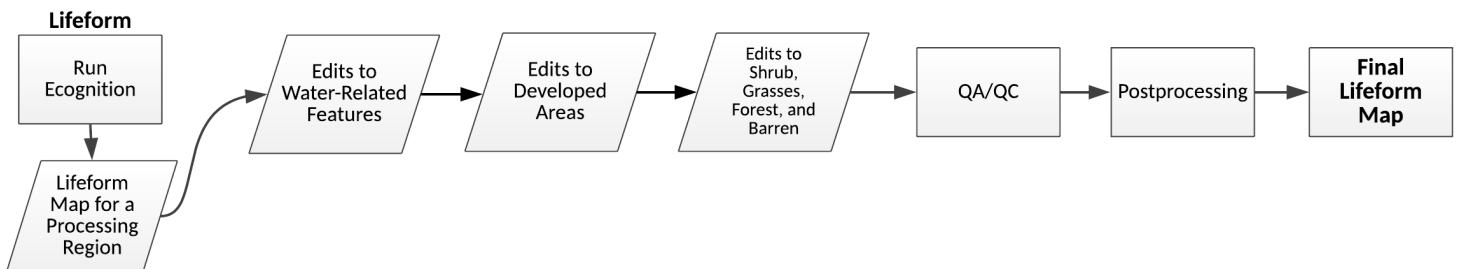 Lifeform
Run
Ecognition
Lifeform
Map for a
Processing
Region
Edits to
Water-Related
Features
Edits to
Developed
Areas
Edits to
Shrub,
Grasses,
Forest, and
Barren
QA/QC
Postprocessing
Final
Lifeform
Map